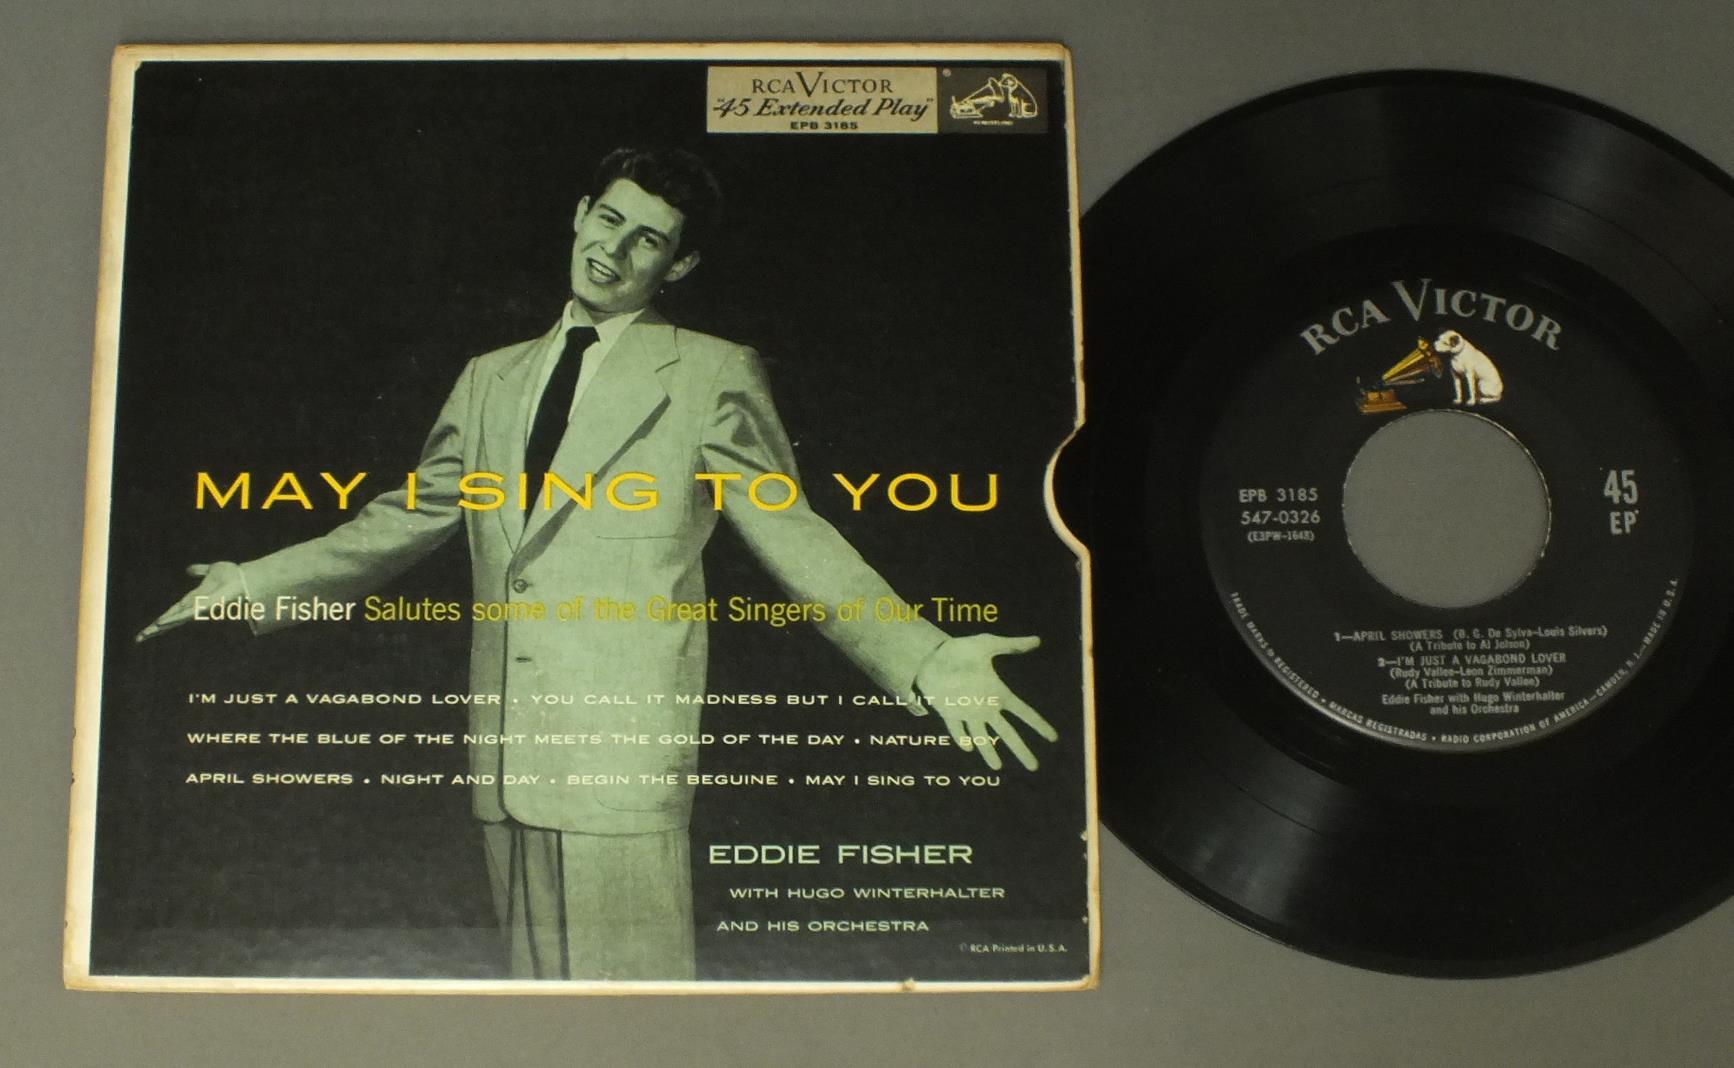 RCA VICTOR
"45 Extended Play"
EPB 3185
MAY I SING TO YOU
Eddie Fisher Salutes some of the Great Singers of Our Time
I'M JUST A VAGABOND LOVER • YOU CALL IT MADNESS BUT I CALL IT LOVE
WHERE THE BLUE OF THE NIGHT MEETS THE GOLD OF THE DAY • NATURE BOY
APRIL SHOWERS • NIGHT AND DAY • BEGIN THE BEGUINE • MAY I SING TO YOU
EDDIE FISHER
WITH HUGO WINTERHALTER
AND HIS ORCHESTRA
© RCA Printed in U.S.A.
RCA VICTOR
EPB 3185
547-0326
(E3PW-1648)
45
EP
1—APRIL SHOWERS (B. G. De Sylva-Louis Silvers)
(A Tribute to Al Jolson)
2—I'M JUST A VAGABOND LOVER
(Rudy Vallee-Leon Zimmerman)
(A Tribute to Rudy Vallee)
Eddie Fisher with Hugo Winterhalter
and his Orchestra
TRADE MARKS ® REGISTERED • MARCAS REGISTRADAS • RADIO CORPORATION OF AMERICA—CAMDEN, N. J.—MADE IN U.S.A.